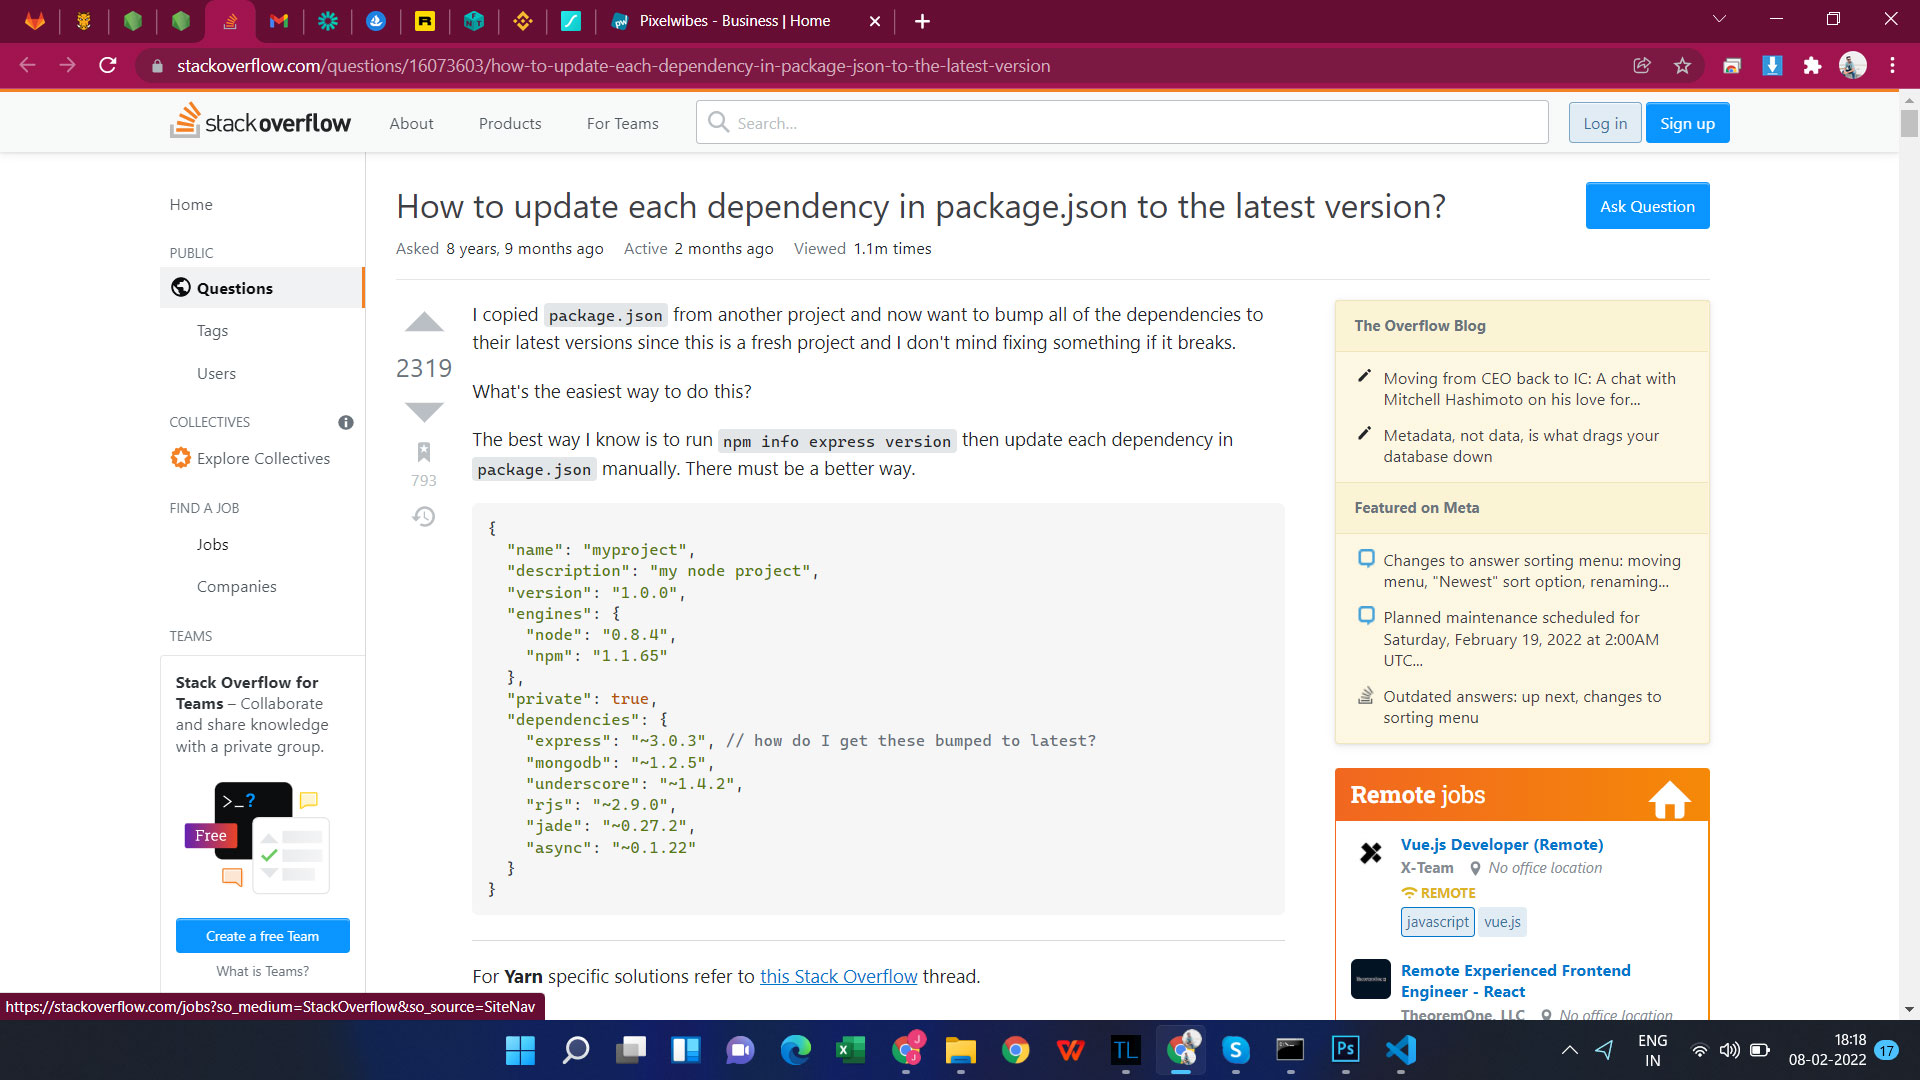 Pixelwibes - Business | Home
stackoverflow.com/questions/16073603/how-to-update-each-dependency-in-package-json-to-the-latest-version
stackoverflow
About
Products
For Teams
Search...
Log in
Sign up
Home
PUBLIC
Questions
Tags
Users
COLLECTIVES
Explore Collectives
FIND A JOB
Jobs
Companies
TEAMS
Stack Overflow for
Teams – Collaborate
and share knowledge
with a private group.
>_?
Free
Create a free Team
What is Teams?
How to update each dependency in package.json to the latest version?
Ask Question
Asked 8 years, 9 months ago Active 2 months ago Viewed 1.1m times
2319
793
I copied package.json from another project and now want to bump all of the dependencies to
their latest versions since this is a fresh project and I don't mind fixing something if it breaks.
What's the easiest way to do this?
The best way I know is to run npm info express version then update each dependency in
package.json manually. There must be a better way.
{
"name": "myproject",
"description": "my node project",
"version": "1.0.0",
"engines": {
"node": "0.8.4",
"npm": "1.1.65"
},
"private": true,
"dependencies": {
"express": "~3.0.3", // how do I get these bumped to latest?
"mongodb": "~1.2.5",
"underscore": "~1.4.2",
"rjs": "~2.9.0",
"jade": "~0.27.2",
"async": "~0.1.22"
}
}
For Yarn specific solutions refer to this Stack Overflow thread.
The Overflow Blog
Moving from CEO back to IC: A chat with
Mitchell Hashimoto on his love for...
Metadata, not data, is what drags your
database down
Featured on Meta
Changes to answer sorting menu: moving
menu, "Newest" sort option, renaming...
Planned maintenance scheduled for
Saturday, February 19, 2022 at 2:00AM
UTC...
Outdated answers: up next, changes to
sorting menu
Remote jobs
Vue.js Developer (Remote)
X-Team No office location
REMOTE
javascript vue.js
Remote Experienced Frontend
Engineer - React
TheoremOne, LLC No office location
https://stackoverflow.com/jobs?so_medium=StackOverflow&so_source=SiteNav
TL
Ps
ENG
IN
18:18
08-02-2022
17